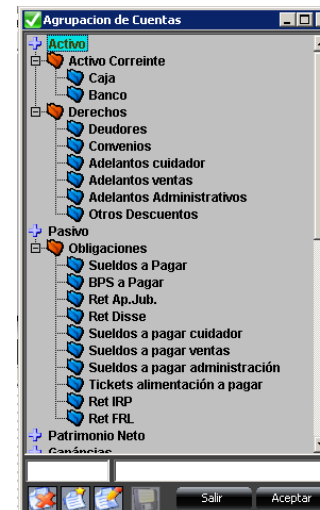 Agrupacion de Cuentas
Activo
Activo Correinte
Caja
Banco
Derechos
Deudores
Convenios
Adelantos cuidador
Adelantos ventas
Adelantos Administrativos
Otros Descuentos
Pasivo
Obligaciones
Sueldos a Pagar
BPS a Pagar
Ret Ap.Jub.
Ret Disse
Sueldos a pagar cuidador
Sueldos a pagar ventas
Sueldos a pagar administración
Tickets alimentación a pagar
Ret IRP
Ret FRL
Patrimonio Neto
Ganáncias
Salir Aceptar